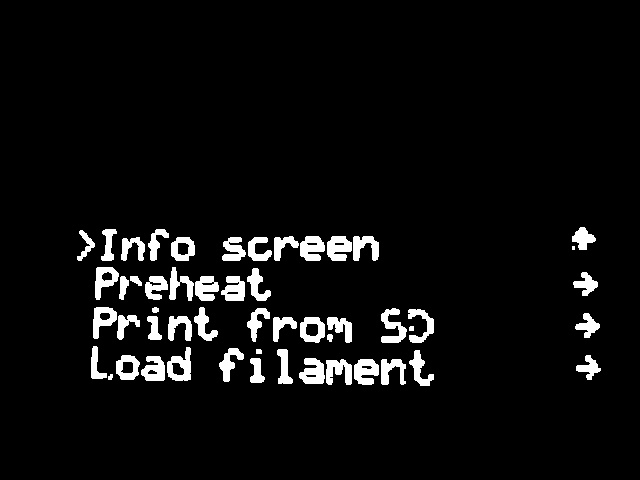 >Info screen ↑
Preheat →
Print from SD →
Load filament →